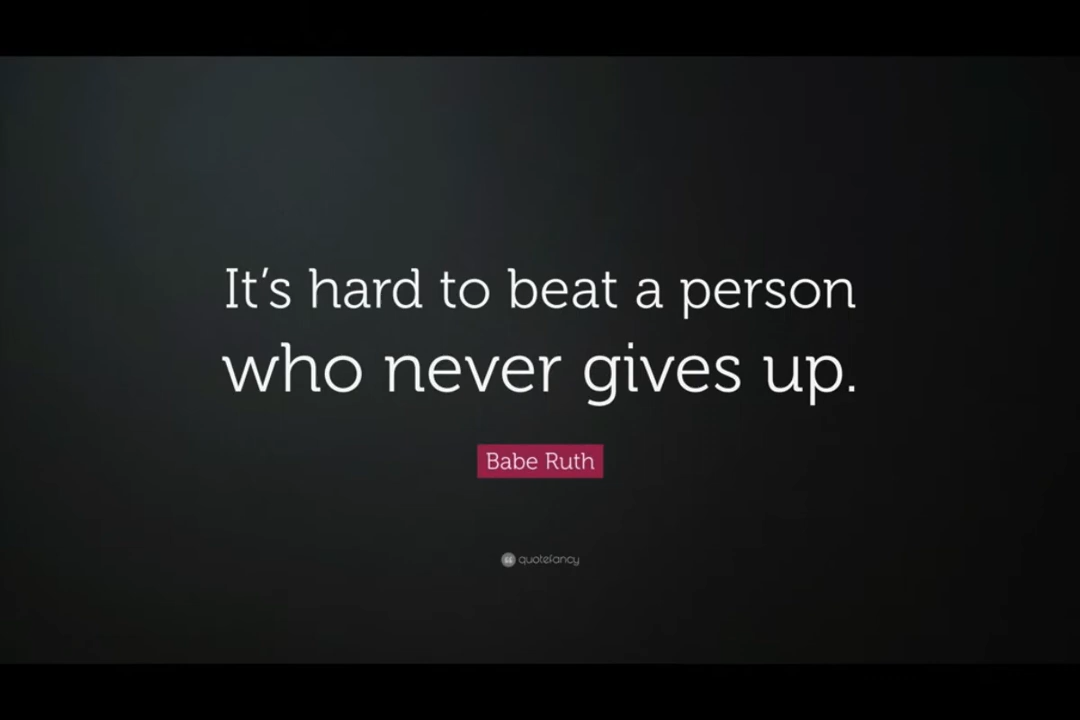 It’s hard to beat a person
who never gives up.
Babe Ruth
quotefancy